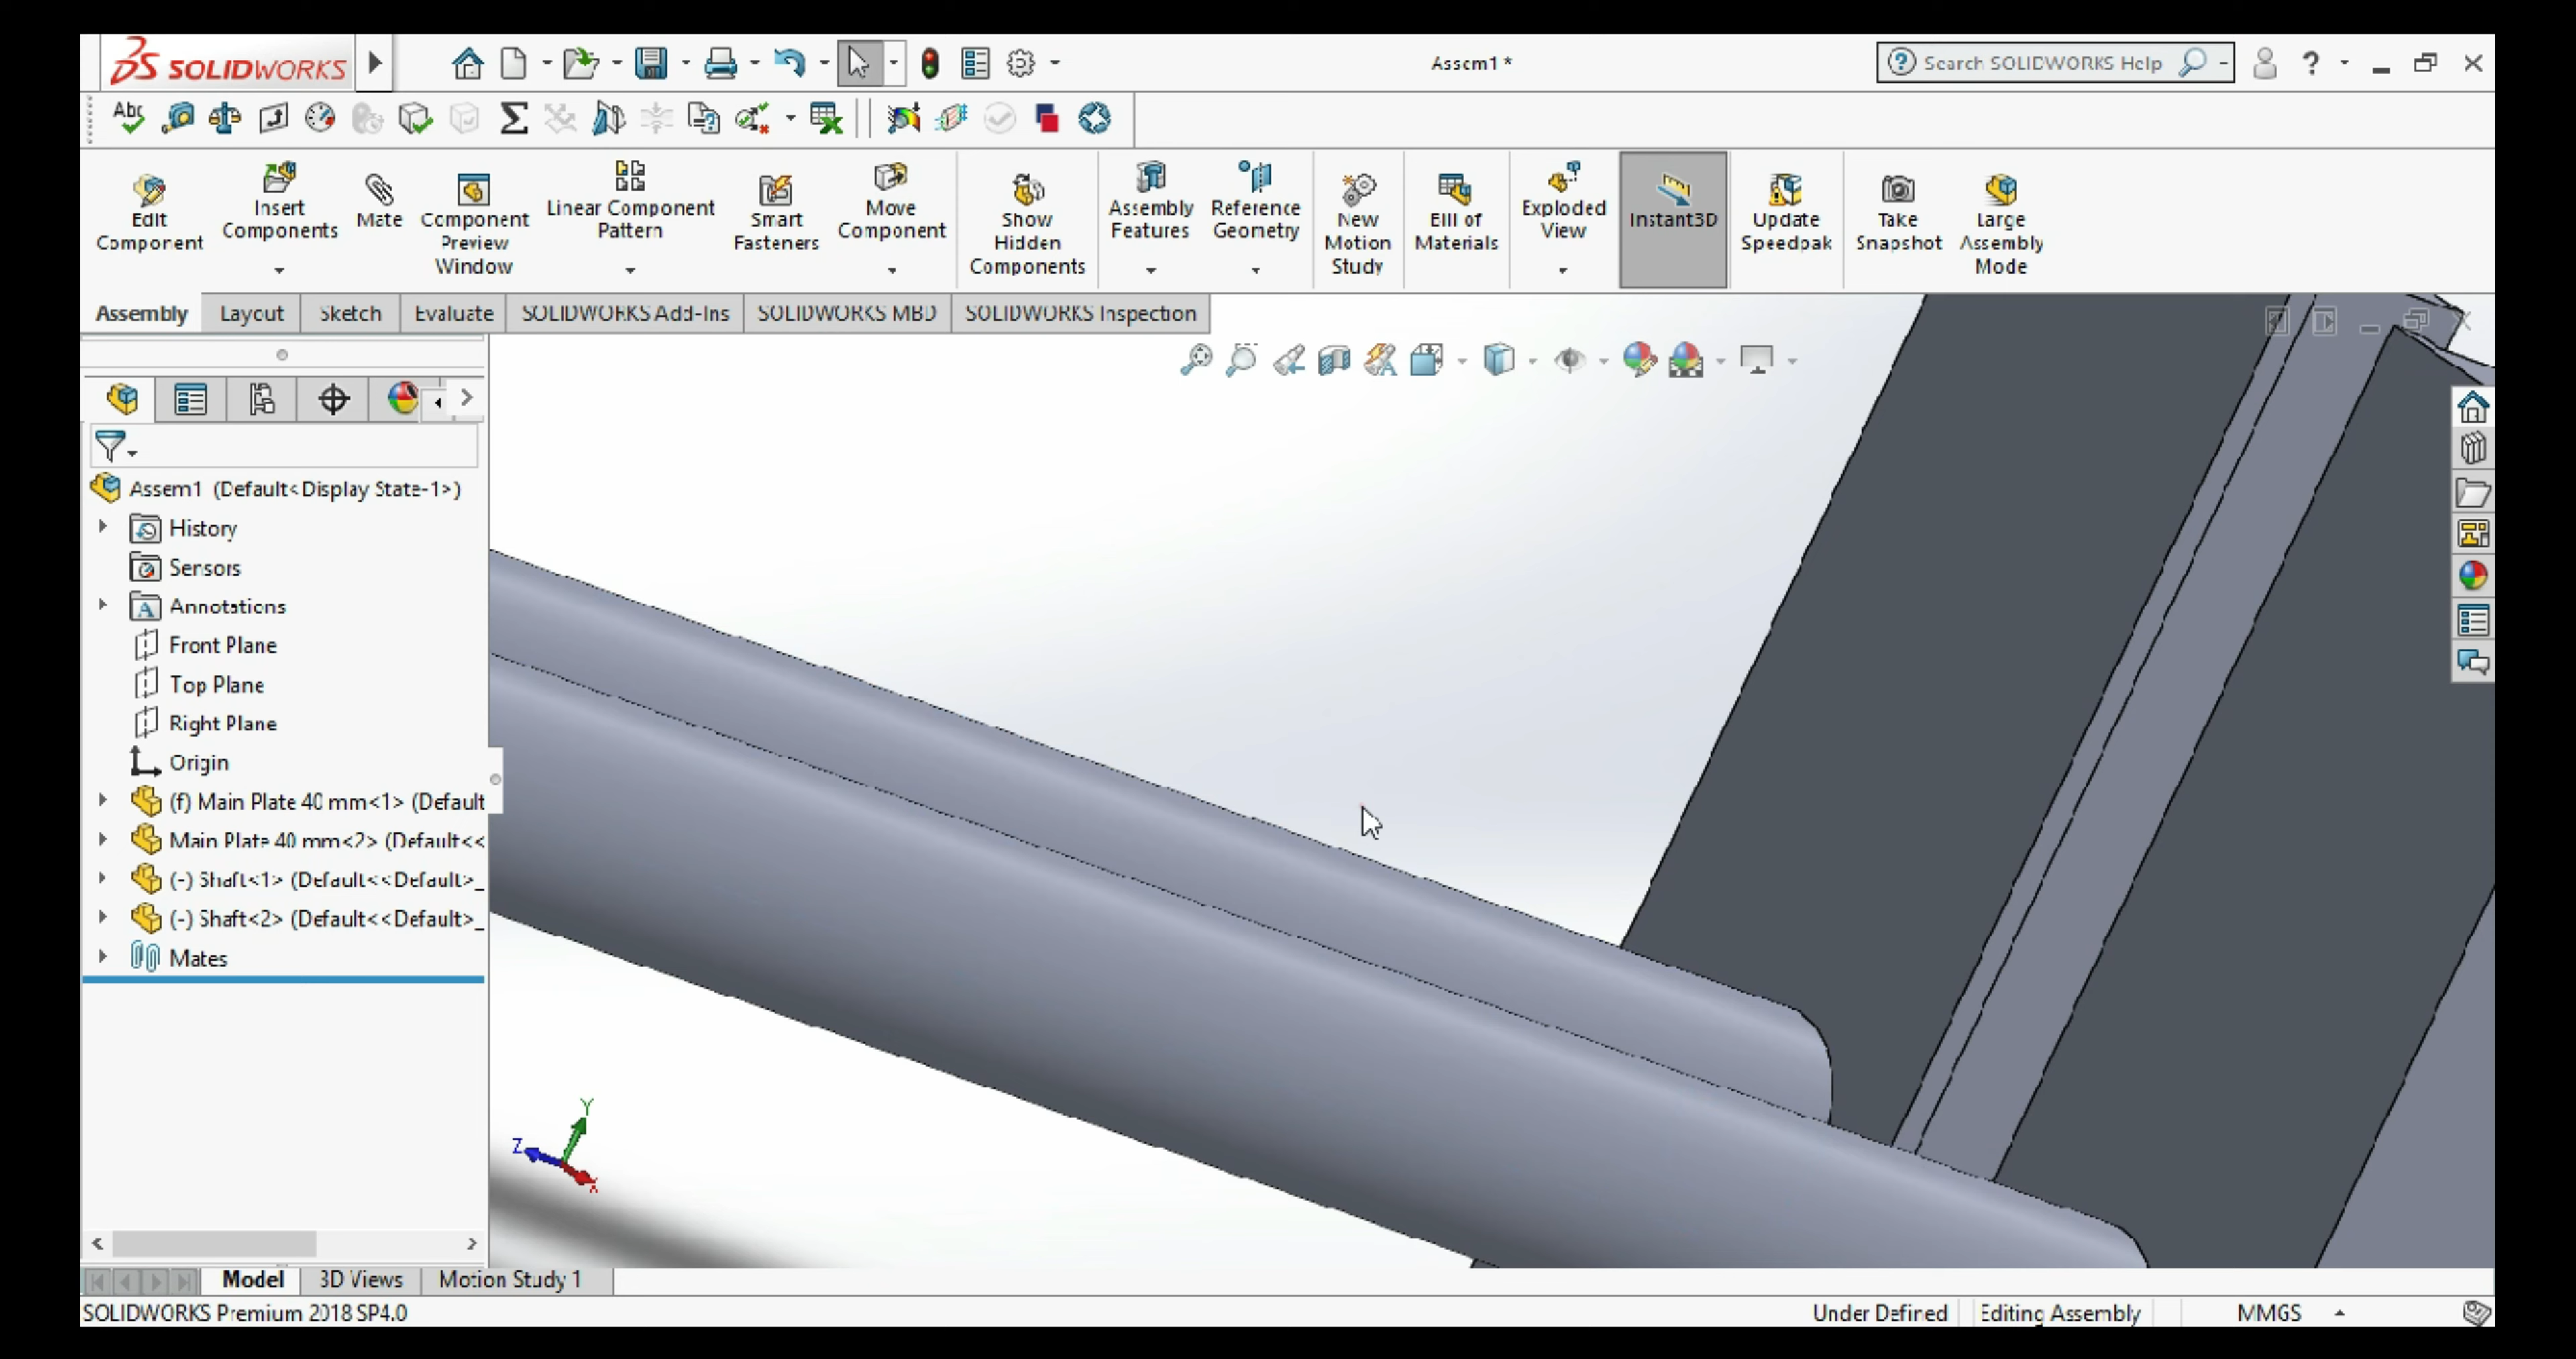 SOLIDWORKS
Assem1 *
Search SOLIDWORKS Help
Abc
Edit Component
Insert Components
Mate
Component Preview Window
Linear Component Pattern
Smart Fasteners
Move Component
Show Hidden Components
Assembly Features
Reference Geometry
New Motion Study
Bill of Materials
Exploded View
Instant3D
Update Speedpak
Take Snapshot
Large Assembly Mode
Assembly
Layout
Sketch
Evaluate
SOLIDWORKS Add-Ins
SOLIDWORKS MBD
SOLIDWORKS Inspection
Assem1 (Default<Display State-1>)
History
Sensors
Annotations
Front Plane
Top Plane
Right Plane
Origin
(f) Main Plate 40 mm<1> (Default
Main Plate 40 mm<2> (Default<<
(-) Shaft<1> (Default<<Default>_
(-) Shaft<2> (Default<<Default>_
Mates
Y
Z
X
Model
3D Views
Motion Study 1
SOLIDWORKS Premium 2018 SP4.0
Under Defined
Editing Assembly
MMGS